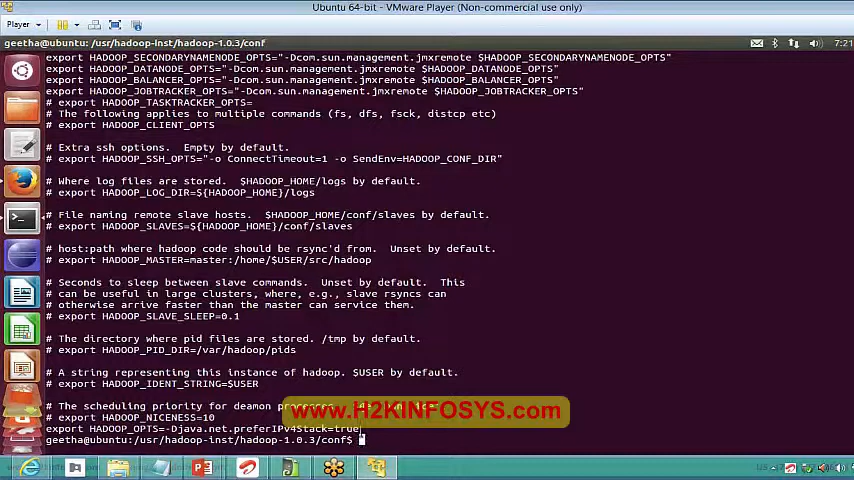 Ubuntu 64-bit - VMware Player (Non-commercial use only)
Player
geetha@ubuntu: /usr/hadoop-inst/hadoop-1.0.3/conf
7:21
export HADOOP_SECONDARYNAMENODE_OPTS="-Dcom.sun.management.jmxremote $HADOOP_SECONDARYNAMENODE_OPTS"
export HADOOP_DATANODE_OPTS="-Dcom.sun.management.jmxremote $HADOOP_DATANODE_OPTS"
export HADOOP_BALANCER_OPTS="-Dcom.sun.management.jmxremote $HADOOP_BALANCER_OPTS"
export HADOOP_JOBTRACKER_OPTS="-Dcom.sun.management.jmxremote $HADOOP_JOBTRACKER_OPTS"
# export HADOOP_TASKTRACKER_OPTS=
# The following applies to multiple commands (fs, dfs, fsck, distcp etc)
# export HADOOP_CLIENT_OPTS
# Extra ssh options.  Empty by default.
# export HADOOP_SSH_OPTS="-o ConnectTimeout=1 -o SendEnv=HADOOP_CONF_DIR"
# Where log files are stored.  $HADOOP_HOME/logs by default.
# export HADOOP_LOG_DIR=${HADOOP_HOME}/logs
# File naming remote slave hosts.  $HADOOP_HOME/conf/slaves by default.
# export HADOOP_SLAVES=${HADOOP_HOME}/conf/slaves
# host:path where hadoop code should be rsync'd from.  Unset by default.
# export HADOOP_MASTER=master:/home/$USER/src/hadoop
# Seconds to sleep between slave commands.  Unset by default.  This
# can be useful in large clusters, where, e.g., slave rsyncs can
# otherwise arrive faster than the master can service them.
# export HADOOP_SLAVE_SLEEP=0.1
# The directory where pid files are stored. /tmp by default.
# export HADOOP_PID_DIR=/var/hadoop/pids
# A string representing this instance of hadoop. $USER by default.
# export HADOOP_IDENT_STRING=$USER
# The scheduling priority for deamon processes.
www.H2KINFOSYS.com
# export HADOOP_NICENESS=10
export HADOOP_OPTS=-Djava.net.preferIPv4Stack=true
geetha@ubuntu:/usr/hadoop-inst/hadoop-1.0.3/conf$